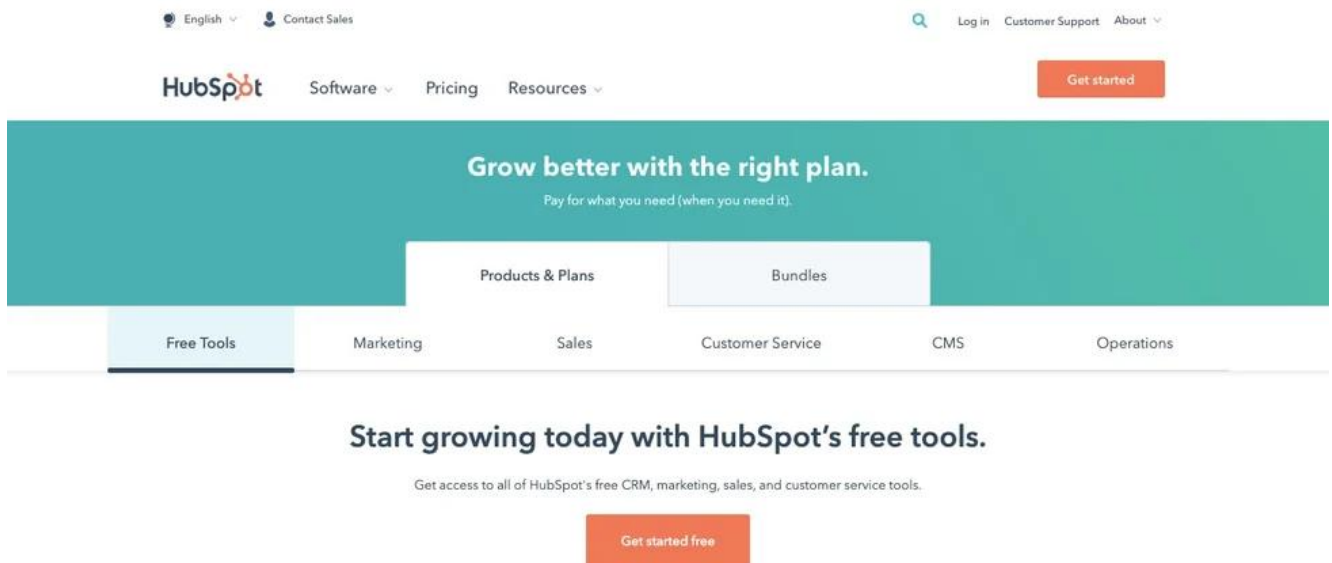 English Contact Sales Log in Customer Support About
HubSpot Software Pricing Resources Get started
Grow better with the right plan.
Pay for what you need (when you need it).
Products & Plans Bundles
Free Tools Marketing Sales Customer Service CMS Operations
Start growing today with HubSpot's free tools.
Get access to all of HubSpot's free CRM, marketing, sales, and customer service tools.
Get started free